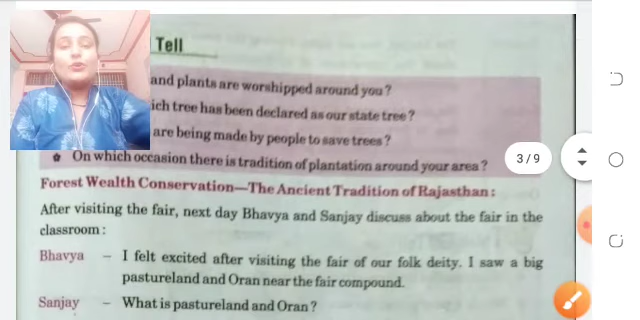 Tell
and plants are worshipped around you?
ich tree has been declared as our state tree?
are being made by people to save trees?
On which occasion there is tradition of plantation around your area?
3/9
Forest Wealth Conservation—The Ancient Tradition of Rajasthan:
After visiting the fair, next day Bhavya and Sanjay discuss about the fair in the
classroom:
Bhavya – I felt excited after visiting the fair of our folk deity. I saw a big
pastureland and Oran near the fair compound.
Sanjay – What is pastureland and Oran?